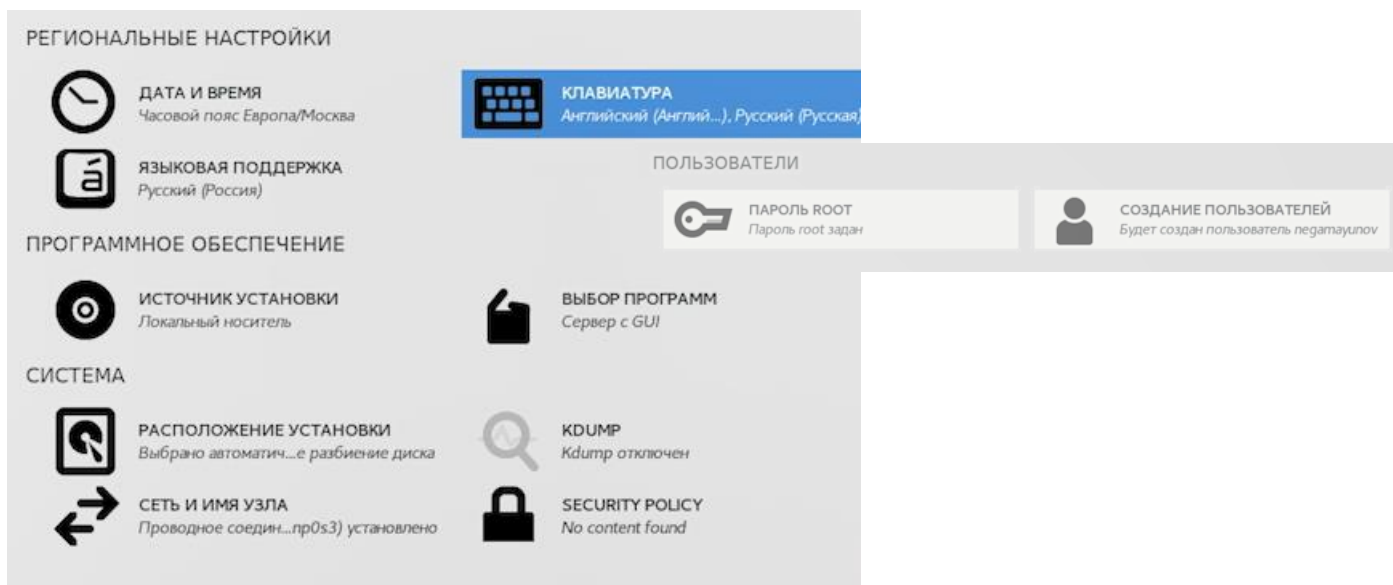 РЕГИОНАЛЬНЫЕ НАСТРОЙКИ
ДАТА И ВРЕМЯ
Часовой пояс Европа/Москва
КЛАВИАТУРА
Английский (Англий...), Русский (Русская)
ЯЗЫКОВАЯ ПОДДЕРЖКА
Русский (Россия)
ПОЛЬЗОВАТЕЛИ
ПАРОЛЬ ROOT
Пароль root задан
СОЗДАНИЕ ПОЛЬЗОВАТЕЛЕЙ
Будет создан пользователь negamayunov
ПРОГРАММНОЕ ОБЕСПЕЧЕНИЕ
ИСТОЧНИК УСТАНОВКИ
Локальный носитель
ВЫБОР ПРОГРАММ
Сервер с GUI
СИСТЕМА
РАСПОЛОЖЕНИЕ УСТАНОВКИ
Выбрано автоматич...е разбиение диска
KDUMP
Kdump отключен
СЕТЬ И ИМЯ УЗЛА
Проводное соедин...np0s3) установлено
SECURITY POLICY
No content found